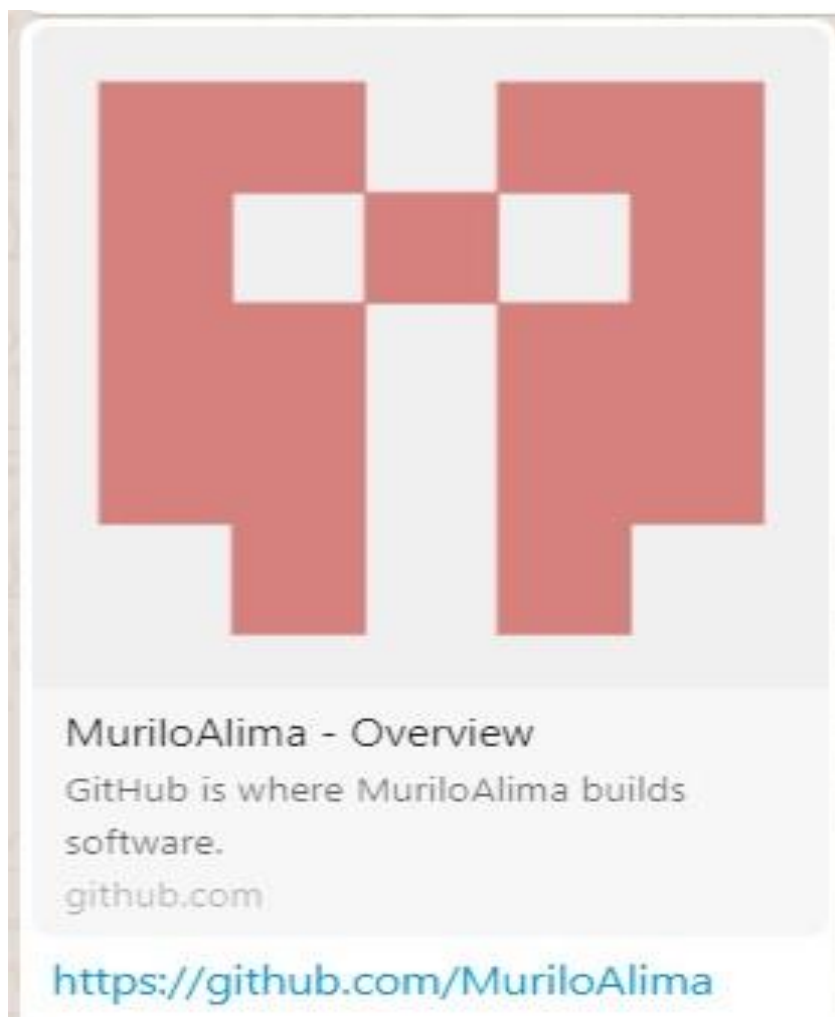 MuriloAlima - Overview
GitHub is where MuriloAlima builds
software.
github.com
https://github.com/MuriloAlima